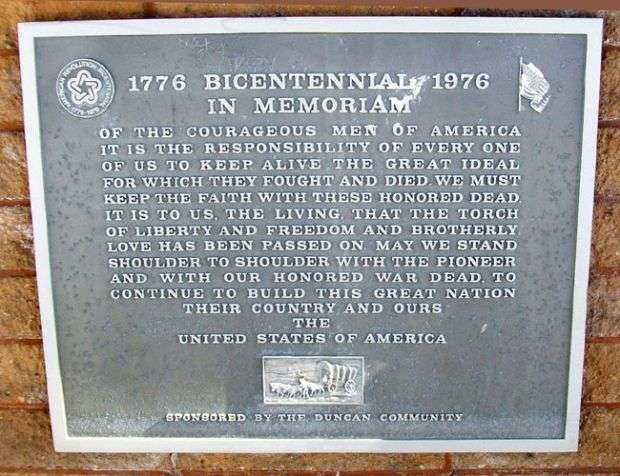 1776 BICENTENNIAL 1976
IN MEMORIAM
OF THE COURAGEOUS MEN OF AMERICA
IT IS THE RESPONSIBILITY OF EVERY ONE
OF US TO KEEP ALIVE THE GREAT IDEAL
FOR WHICH THEY FOUGHT AND DIED. WE MUST
KEEP THE FAITH WITH THESE HONORED DEAD.
IT IS TO US, THE LIVING, THAT THE TORCH
OF LIBERTY AND FREEDOM AND BROTHERLY
LOVE HAS BEEN PASSED ON. MAY WE STAND
SHOULDER TO SHOULDER WITH THE PIONEER
AND WITH OUR HONORED WAR DEAD, TO
CONTINUE TO BUILD THIS GREAT NATION
THEIR COUNTRY AND OURS
THE
UNITED STATES OF AMERICA
SPONSORED BY THE DUNCAN COMMUNITY